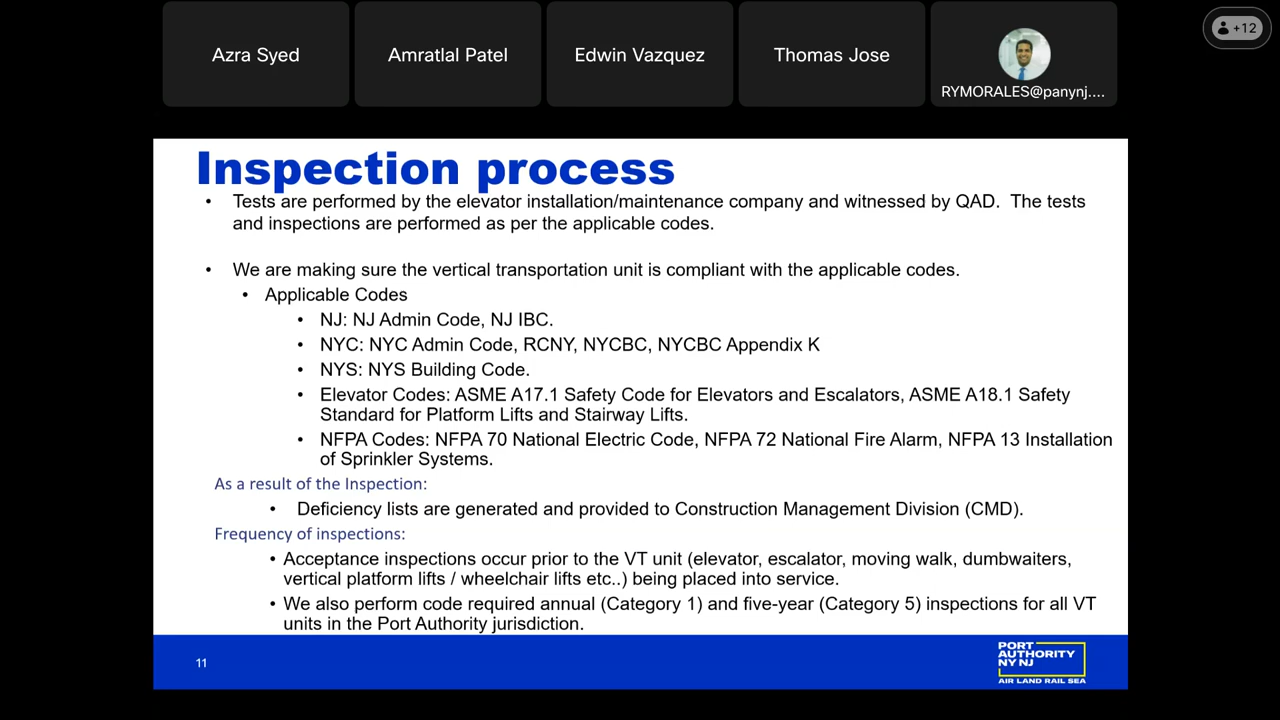 Azra Syed
Amratlal Patel
Edwin Vazquez
Thomas Jose
RYMORALES@panynj....
+12
Inspection process
• Tests are performed by the elevator installation/maintenance company and witnessed by QAD. The tests
and inspections are performed as per the applicable codes.
• We are making sure the vertical transportation unit is compliant with the applicable codes.
• Applicable Codes
• NJ: NJ Admin Code, NJ IBC.
• NYC: NYC Admin Code, RCNY, NYCBC, NYCBC Appendix K
• NYS: NYS Building Code.
• Elevator Codes: ASME A17.1 Safety Code for Elevators and Escalators, ASME A18.1 Safety
Standard for Platform Lifts and Stairway Lifts.
• NFPA Codes: NFPA 70 National Electric Code, NFPA 72 National Fire Alarm, NFPA 13 Installation
of Sprinkler Systems.
As a result of the Inspection:
• Deficiency lists are generated and provided to Construction Management Division (CMD).
Frequency of inspections:
• Acceptance inspections occur prior to the VT unit (elevator, escalator, moving walk, dumbwaiters,
vertical platform lifts / wheelchair lifts etc..) being placed into service.
• We also perform code required annual (Category 1) and five-year (Category 5) inspections for all VT
units in the Port Authority jurisdiction.
11
PORT
AUTHORITY
NY NJ
AIR LAND RAIL SEA